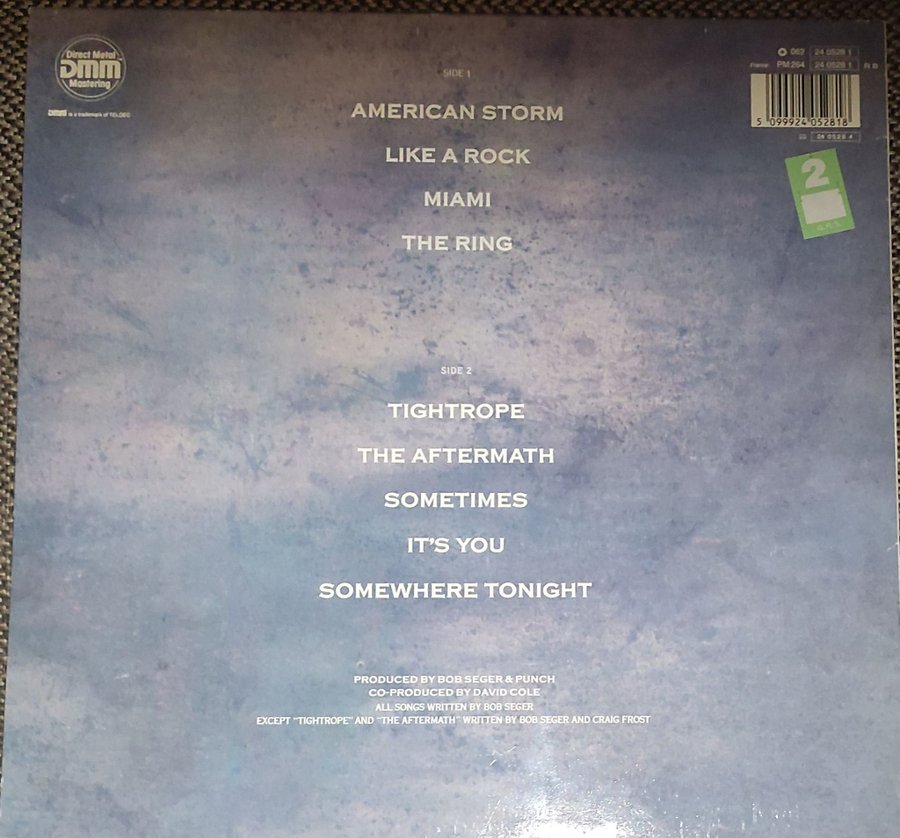 Direct Metal
DMM
Mastering
DMM is a trademark of TELDEC
062 24 0528 1
France: PM 264 24 0528 1
5 099924 052818
24 0528 4
2
SIDE 1
AMERICAN STORM
LIKE A ROCK
MIAMI
THE RING
SIDE 2
TIGHTROPE
THE AFTERMATH
SOMETIMES
IT'S YOU
SOMEWHERE TONIGHT
PRODUCED BY BOB SEGER & PUNCH
CO-PRODUCED BY DAVID COLE
ALL SONGS WRITTEN BY BOB SEGER
EXCEPT "TIGHTROPE" AND "THE AFTERMATH" WRITTEN BY BOB SEGER AND CRAIG FROST